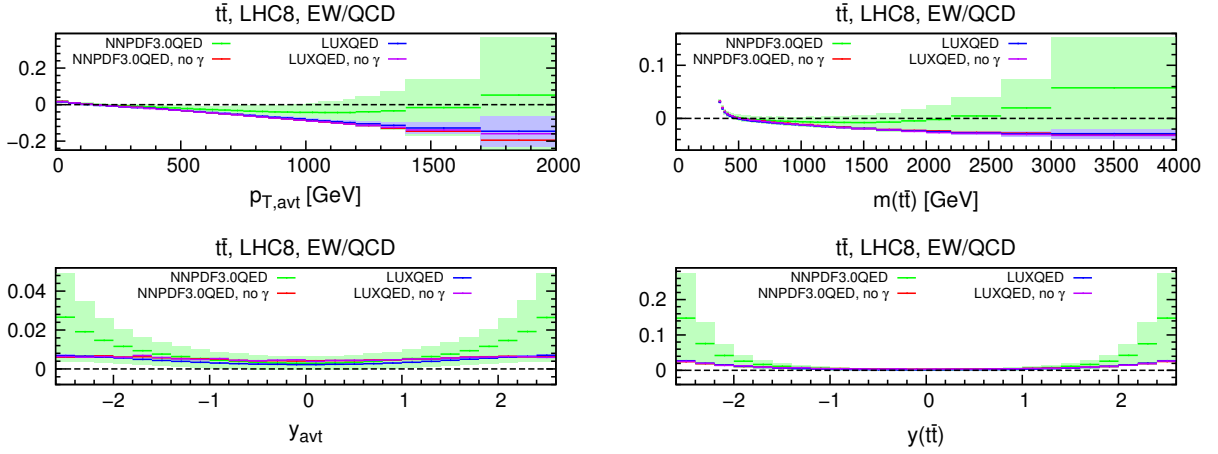 tt̄, LHC8, EW/QCD
NNPDF3.0QED LUXQED
NNPDF3.0QED, no γ LUXQED, no γ
0.2
0
−0.2
0 500 1000 1500 2000
p_T,avt [GeV]
tt̄, LHC8, EW/QCD
NNPDF3.0QED LUXQED
NNPDF3.0QED, no γ LUXQED, no γ
0.1
0
0 500 1000 1500 2000 2500 3000 3500 4000
m(tt̄) [GeV]
tt̄, LHC8, EW/QCD
NNPDF3.0QED LUXQED
NNPDF3.0QED, no γ LUXQED, no γ
0.04
0.02
0
−2 −1 0 1 2
y_avt
tt̄, LHC8, EW/QCD
NNPDF3.0QED LUXQED
NNPDF3.0QED, no γ LUXQED, no γ
0.2
0.1
0
−2 −1 0 1 2
y(tt̄)